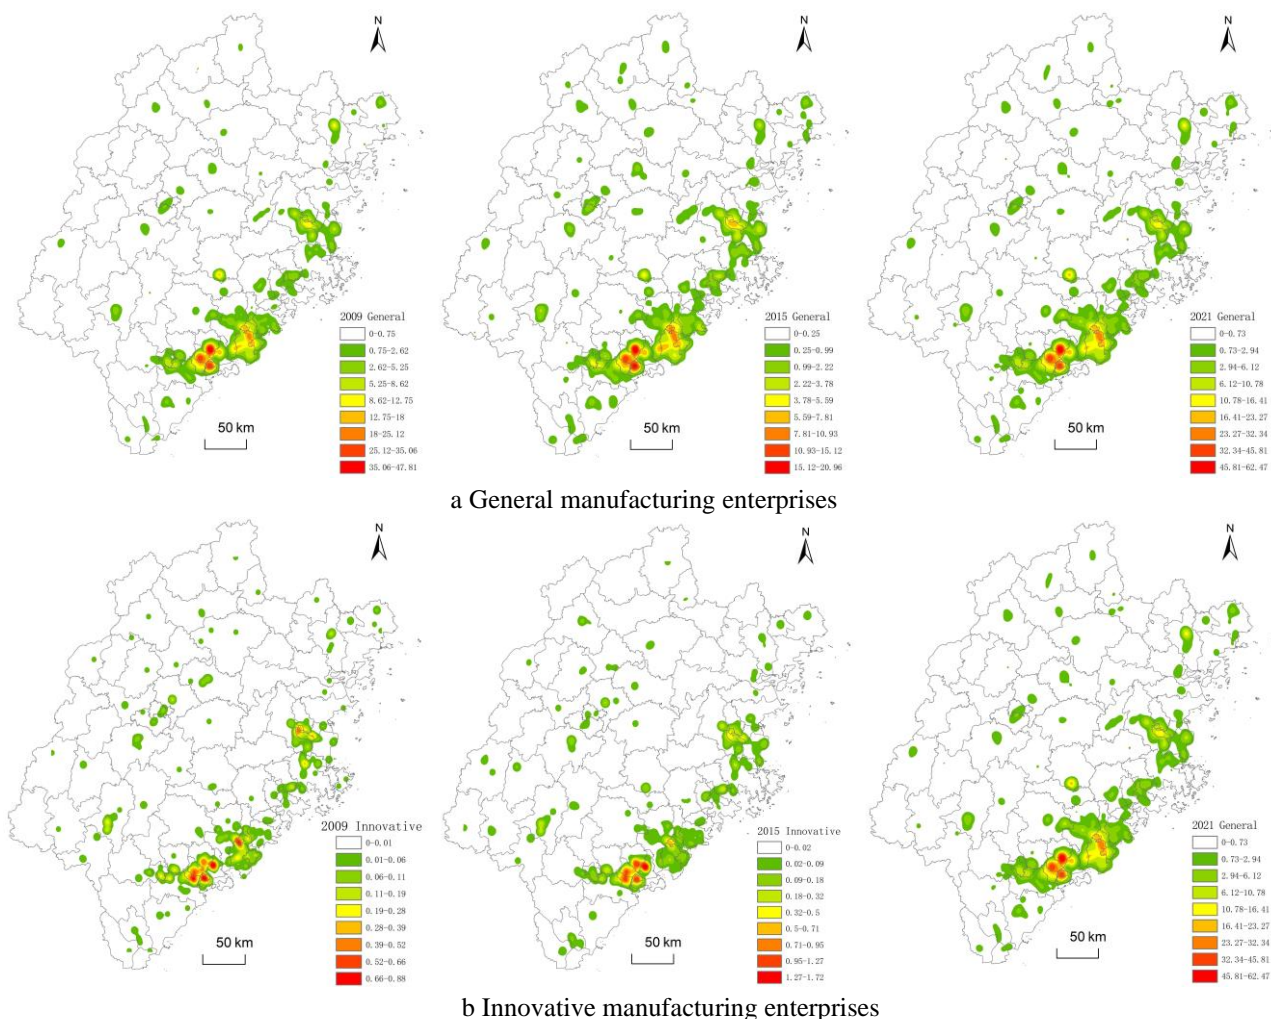 N
N
N
2009 General
0-0.75
0.75-2.62
2.62-5.25
5.25-8.62
8.62-12.75
12.75-18
18-25.12
25.12-35.06
35.06-47.81
50 km
2015 General
0-0.25
0.25-0.99
0.99-2.22
2.22-3.78
3.78-5.59
5.59-7.81
7.81-10.93
10.93-15.12
15.12-20.96
50 km
2021 General
0-0.73
0.73-2.94
2.94-6.12
6.12-10.78
10.78-16.41
16.41-23.27
23.27-32.34
32.34-45.81
45.81-62.47
50 km
a General manufacturing enterprises
N
N
N
2009 Innovative
0-0.01
0.01-0.06
0.06-0.11
0.11-0.19
0.19-0.28
0.28-0.39
0.39-0.52
0.52-0.66
0.66-0.88
50 km
2015 Innovative
0-0.02
0.02-0.09
0.09-0.18
0.18-0.32
0.32-0.5
0.5-0.71
0.71-0.95
0.95-1.27
1.27-1.72
50 km
2021 General
0-0.73
0.73-2.94
2.94-6.12
6.12-10.78
10.78-16.41
16.41-23.27
23.27-32.34
32.34-45.81
45.81-62.47
50 km
b Innovative manufacturing enterprises